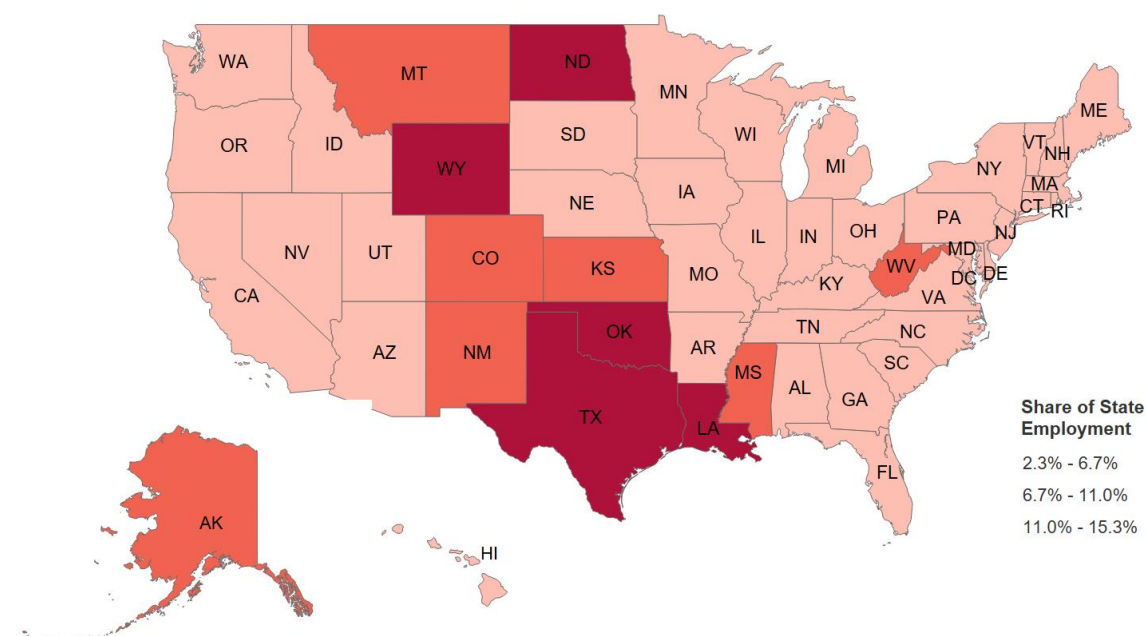 WA
MT
ND
MN
ME
OR
ID
SD
WI
MI
VT
NH
NY
WY
MA
IA
NE
CT
RI
PA
NJ
NV
UT
CO
KS
IL
IN
OH
MD
WV
DC
DE
MO
KY
VA
CA
TN
NC
OK
AZ
NM
AR
SC
MS
AL
GA
TX
LA
Share of State
Employment
2.3% - 6.7%
FL
6.7% - 11.0%
AK
11.0% - 15.3%
HI